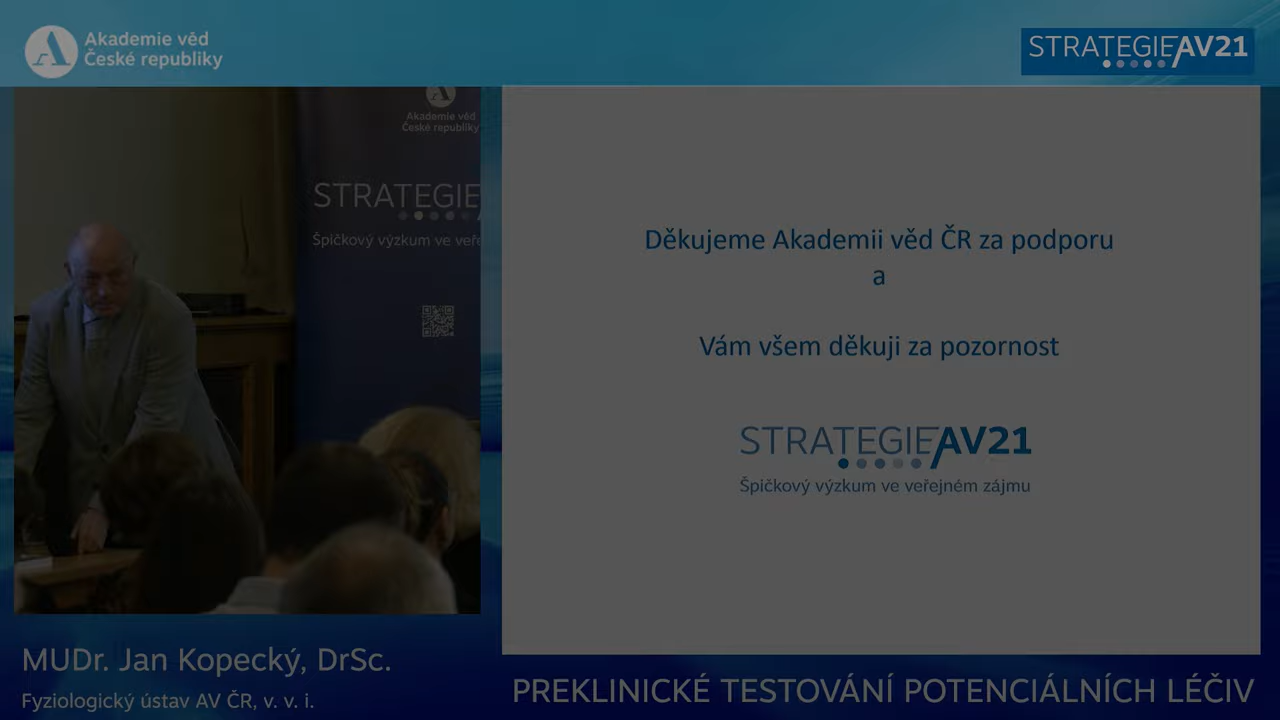 Akademie věd
České republiky
STRATEGIE AV21
Akademie věd
České republiky
STRATEGIE
Špičkový výzkum ve veře
Děkujeme Akademii věd ČR za podporu
a
Vám všem děkuji za pozornost
STRATEGIE AV21
Špičkový výzkum ve veřejném zájmu
MUDr. Jan Kopecký, DrSc.
Fyziologický ústav AV ČR, v. v. i.
PREKLINICKÉ TESTOVÁNÍ POTENCIÁLNÍCH LÉČIV